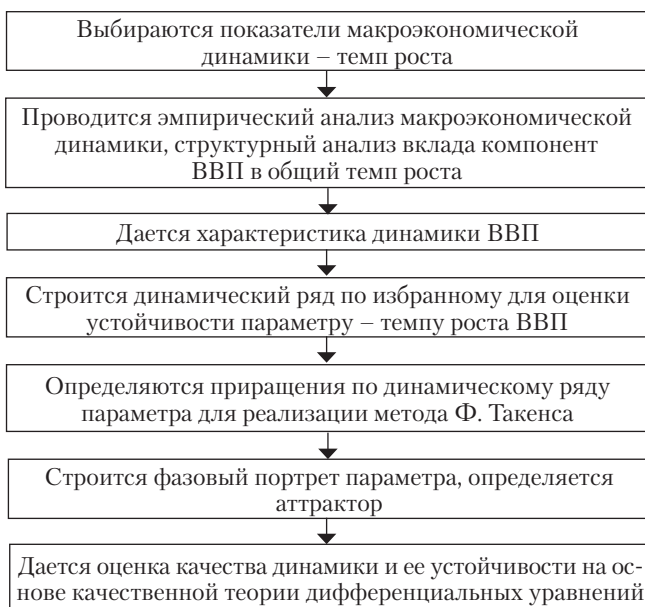 Выбираются показатели макроэкономической
динамики – темп роста
Проводится эмпирический анализ макроэкономической
динамики, структурный анализ вклада компонент
ВВП в общий темп роста
Дается характеристика динамики ВВП
Строится динамический ряд по избранному для оценки
устойчивости параметру – темпу роста ВВП
Определяются приращения по динамическому ряду
параметра для реализации метода Ф. Такенса
Строится фазовый портрет параметра, определяется
аттрактор
Дается оценка качества динамики и ее устойчивости на ос-
нове качественной теории дифференциальных уравнений